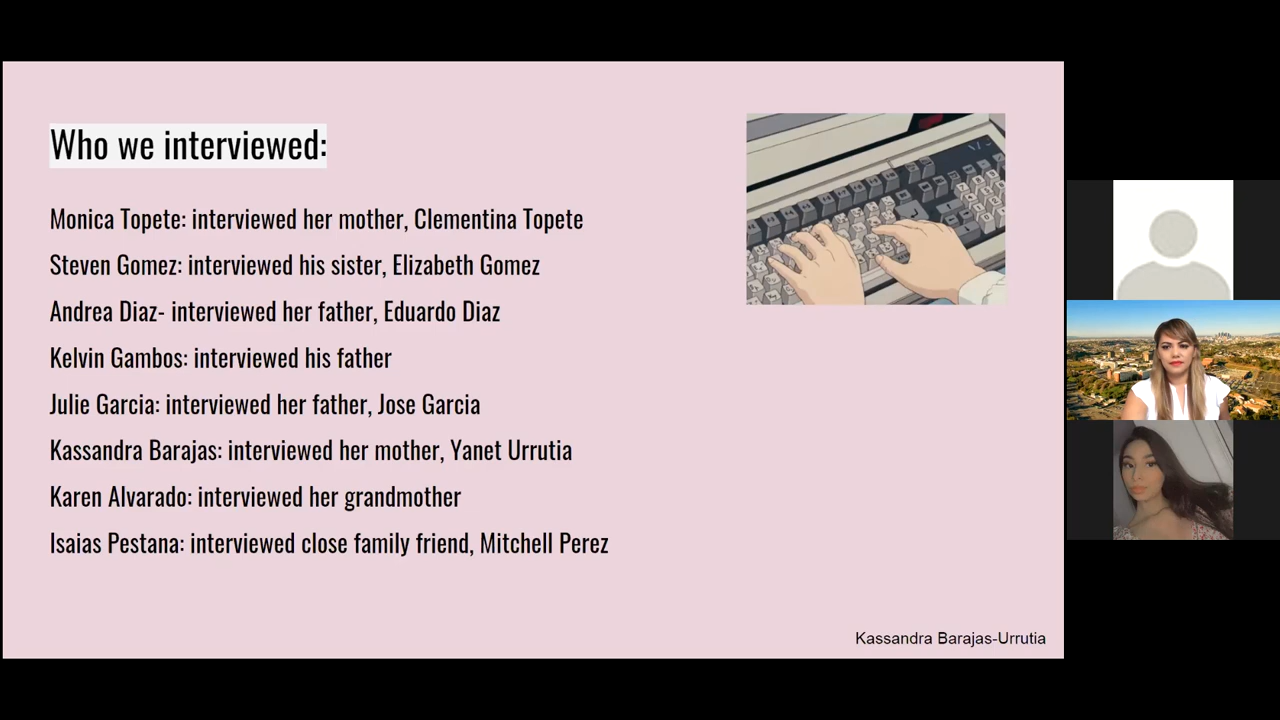 Who we interviewed:
Monica Topete: interviewed her mother, Clementina Topete
Steven Gomez: interviewed his sister, Elizabeth Gomez
Andrea Diaz- interviewed her father, Eduardo Diaz
Kelvin Gambos: interviewed his father
Julie Garcia: interviewed her father, Jose Garcia
Kassandra Barajas: interviewed her mother, Yanet Urrutia
Karen Alvarado: interviewed her grandmother
Isaias Pestana: interviewed close family friend, Mitchell Perez
Kassandra Barajas-Urrutia